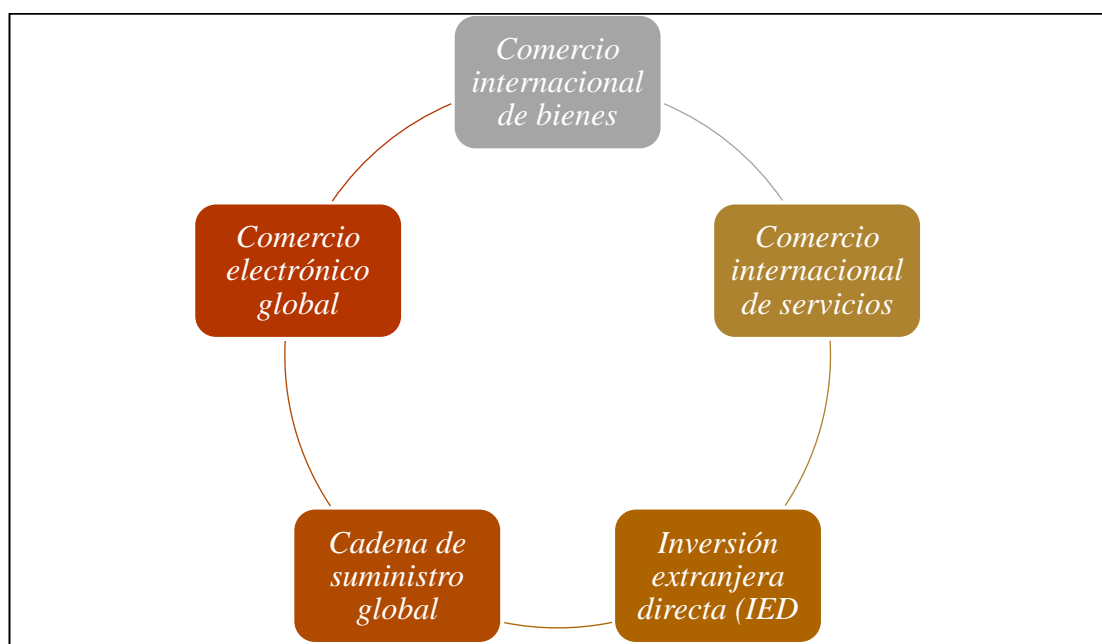 Comercio
internacional
de bienes
Comercio
internacional
de servicios
Inversión
extranjera
directa (IED
Cadena de
suministro
global
Comercio
electrónico
global